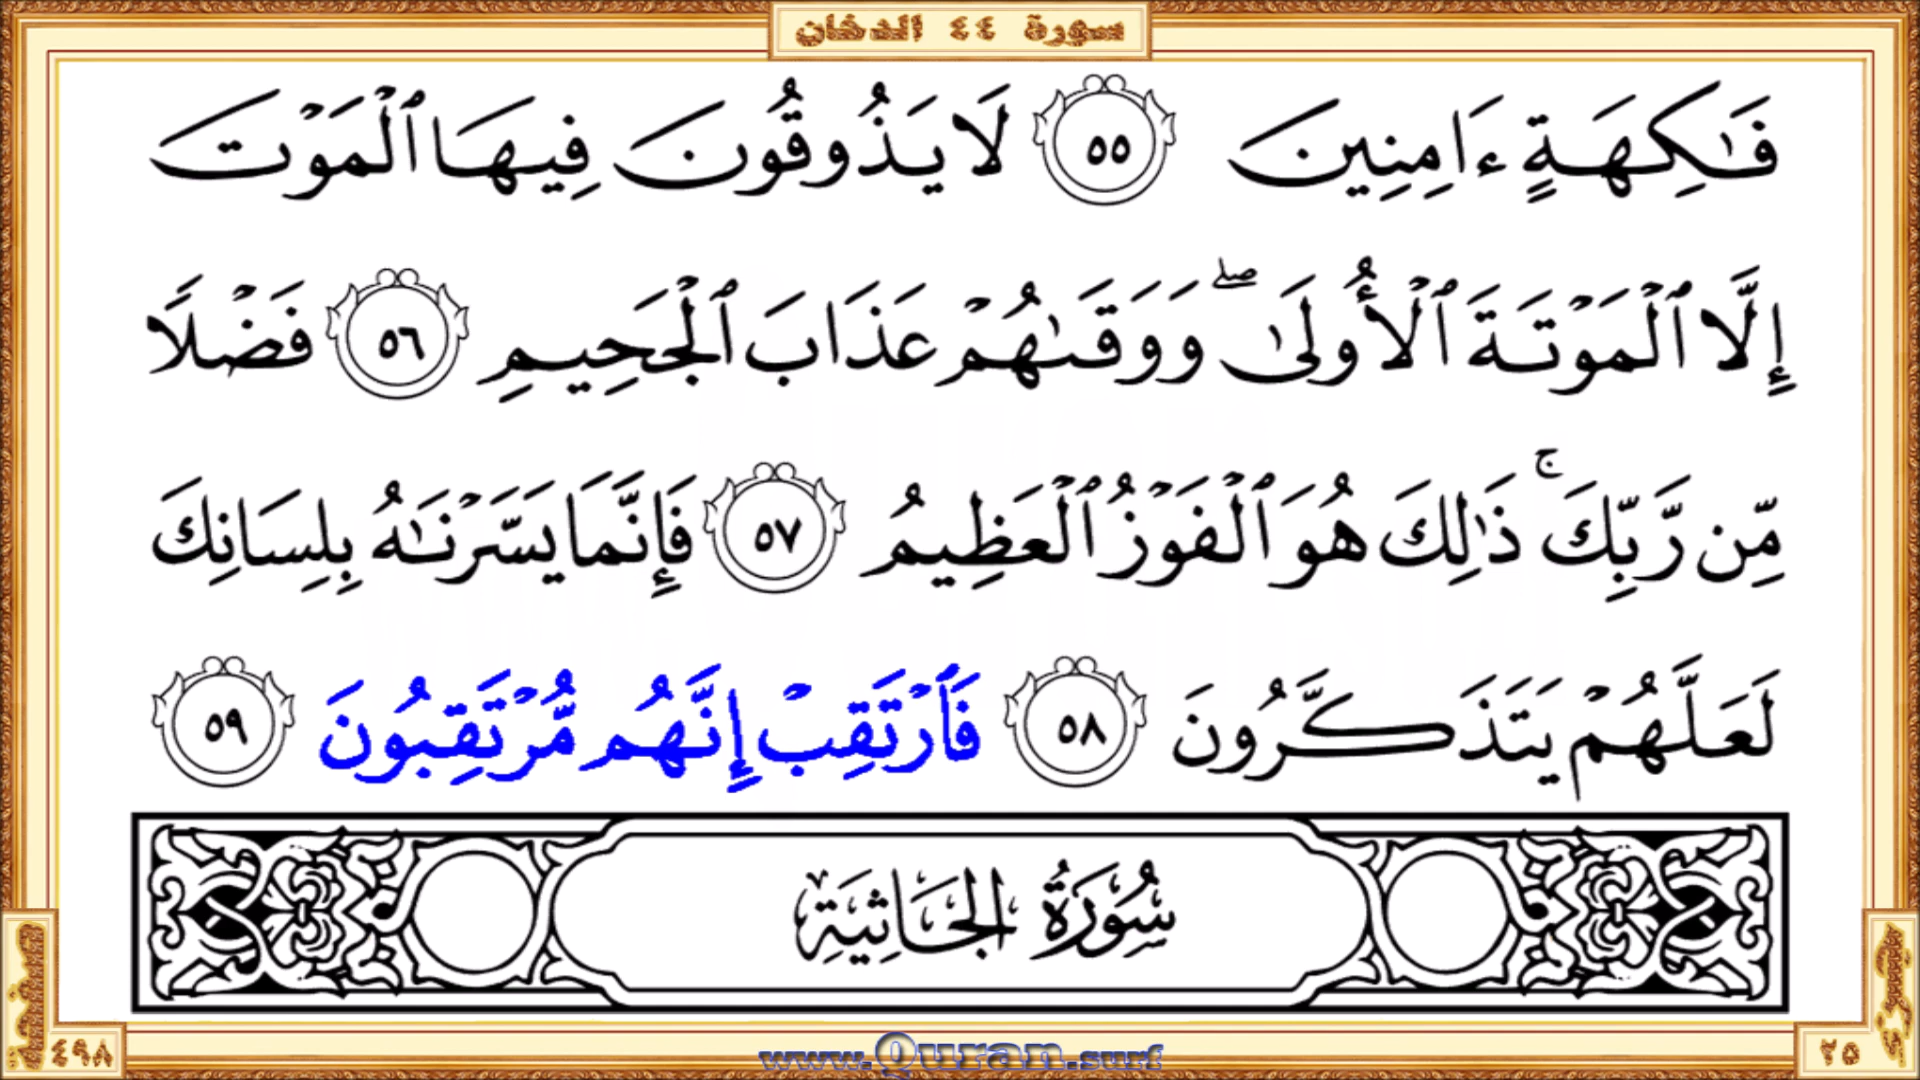 سورة ٤٤ الدخان
فَـٰكِهَةٍ ءَامِنِينَ ٥٥ لَا يَذُوقُونَ فِيهَا ٱلْمَوْتَ
إِلَّا ٱلْمَوْتَةَ ٱلْأُولَىٰ ۖ وَوَقَىٰهُمْ عَذَابَ ٱلْجَحِيمِ ٥٦ فَضْلًا
مِّن رَّبِّكَ ۚ ذَٰلِكَ هُوَ ٱلْفَوْزُ ٱلْعَظِيمُ ٥٧ فَإِنَّمَا يَسَّرْنَـٰهُ بِلِسَانِكَ
لَعَلَّهُمْ يَتَذَكَّرُونَ ٥٨ فَٱرْتَقِبْ إِنَّهُم مُّرْتَقِبُونَ ٥٩
سُورَةُ الجَاثِيَةِ
صفحة
٤٩٨
www.Quran.surf
٢٥